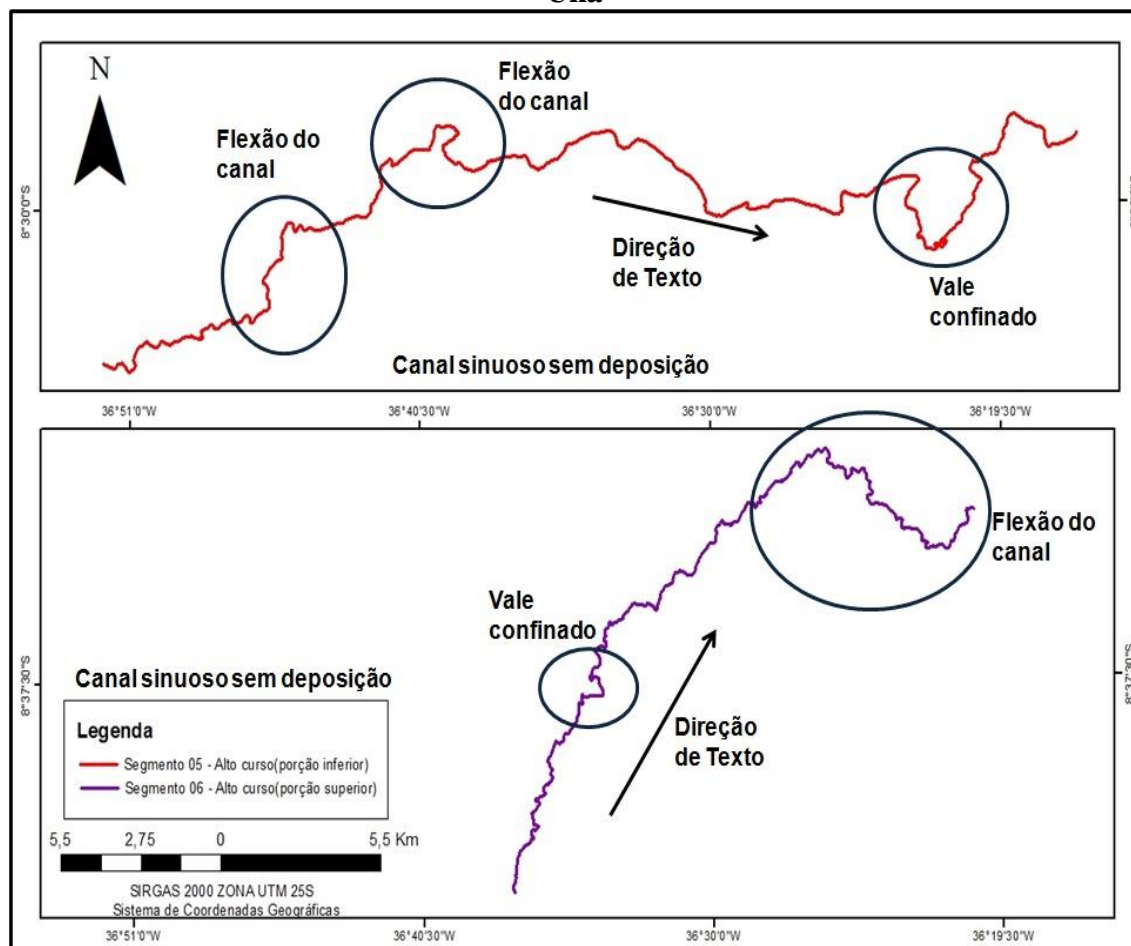 Una
N
Flexão
do canal
Flexão do
canal
8°30'0"S
Direção
de Texto
Vale
confinado
Canal sinuoso sem deposição
36°51'0"W
36°40'30"W
36°30'0"W
36°19'30"W
Flexão do
canal
Vale
confinado
8°37'30"S
8°37'30"S
Canal sinuoso sem deposição
Direção
de Texto
Legenda
Segmento 05 - Alto curso(porção inferior)
Segmento 06 - Alto curso(porção superior)
5,5 2,75 0 5,5 Km
SIRGAS 2000 ZONA UTM 25S
Sistema de Coordenadas Geográficas
36°51'0"W
36°40'30"W
36°30'0"W
36°19'30"W